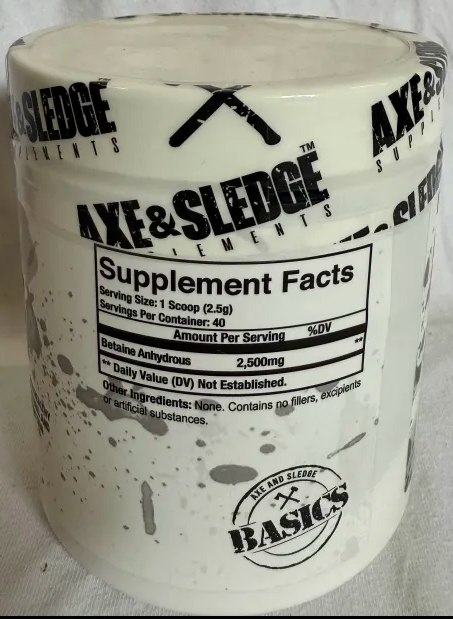 &SLEDGE
AXE&
AXE&SLEDGE™
Supplement Facts
Serving Size: 1 Scoop (2.5g)
Servings Per Container: 40
Amount Per Serving %DV
Betaine Anhydrous 2,500mg **
** Daily Value (DV) Not Established.
Other Ingredients: None. Contains no fillers, excipients
or artificial substances.
AXE AND SLEDGE
BASICS